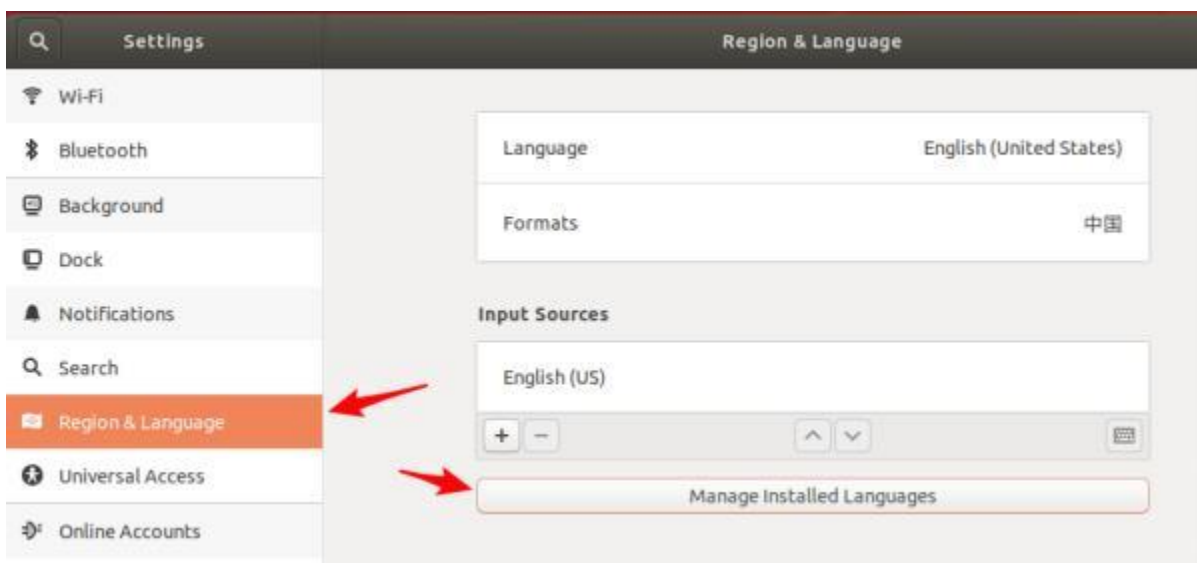 Settings
Region & Language
Wi-Fi
Bluetooth
Background
Dock
Notifications
Search
Region & Language
Universal Access
Online Accounts
Language English (United States)
Formats 中国
Input Sources
English (US)
Manage Installed Languages